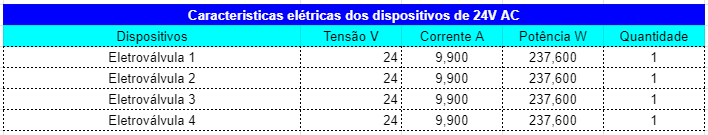 Caracteristicas elétricas dos dispositivos de 24V AC
Dispositivos Tensão V Corrente A Potência W Quantidade
Eletroválvula 1 24 9,900 237,600 1
Eletroválvula 2 24 9,900 237,600 1
Eletroválvula 3 24 9,900 237,600 1
Eletroválvula 4 24 9,900 237,600 1